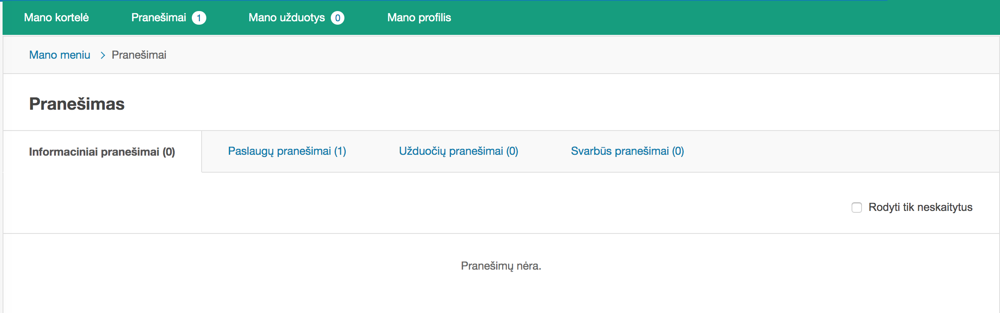 Mano kortelė Pranešimai 1 Mano užduotys 0 Mano profilis
Mano meniu > Pranešimai
Pranešimas
Informaciniai pranešimai (0) Paslaugų pranešimai (1) Užduočių pranešimai (0) Svarbūs pranešimai (0)
Rodyti tik neskaitytus
Pranešimų nėra.